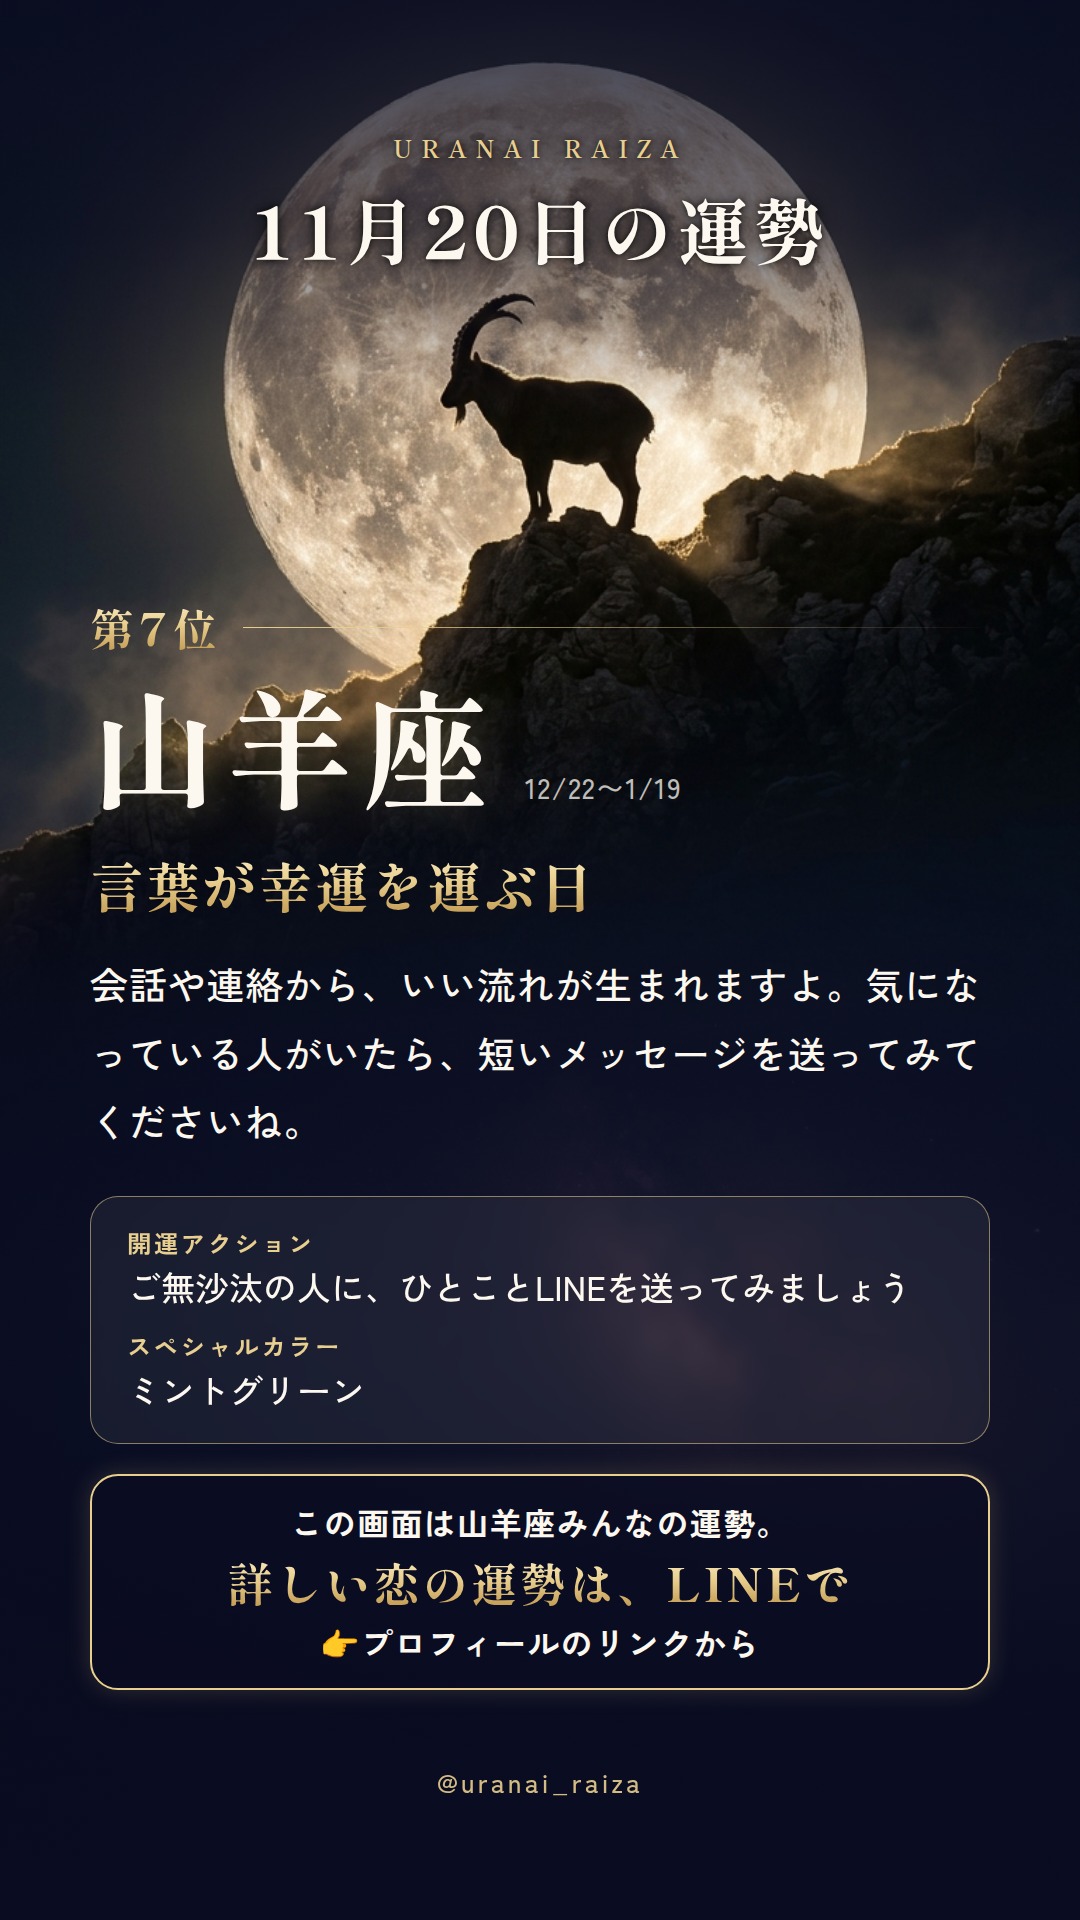 URANAI RAIZA
11月20日の運勢
第7位
山羊座 12/22〜1/19
言葉が幸運を運ぶ日
会話や連絡から、いい流れが生まれますよ。気にな
っている人がいたら、短いメッセージを送ってみて
くださいね。
開運アクション
ご無沙汰の人に、ひとことLINEを送ってみましょう
スペシャルカラー
ミントグリーン
この画面は山羊座みんなの運勢。
詳しい恋の運勢は、LINEで
👉プロフィールのリンクから
@uranai_raiza